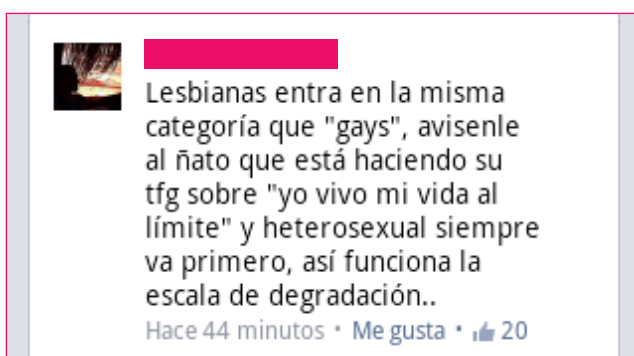 Lesbianas entra en la misma
categoría que "gays", avisenle
al ñato que está haciendo su
tfg sobre "yo vivo mi vida al
límite" y heterosexual siempre
va primero, así funciona la
escala de degradación..
Hace 44 minutos • Me gusta • 20